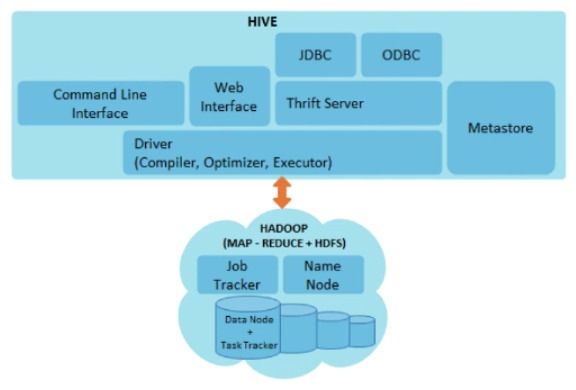 HIVE
JDBC
ODBC
Command Line
Interface
Web
Interface
Thrift Server
Metastore
Driver
(Compiler, Optimizer, Executor)
HADOOP
(MAP - REDUCE + HDFS)
Job
Tracker
Name
Node
Data Node
+
Task Tracker